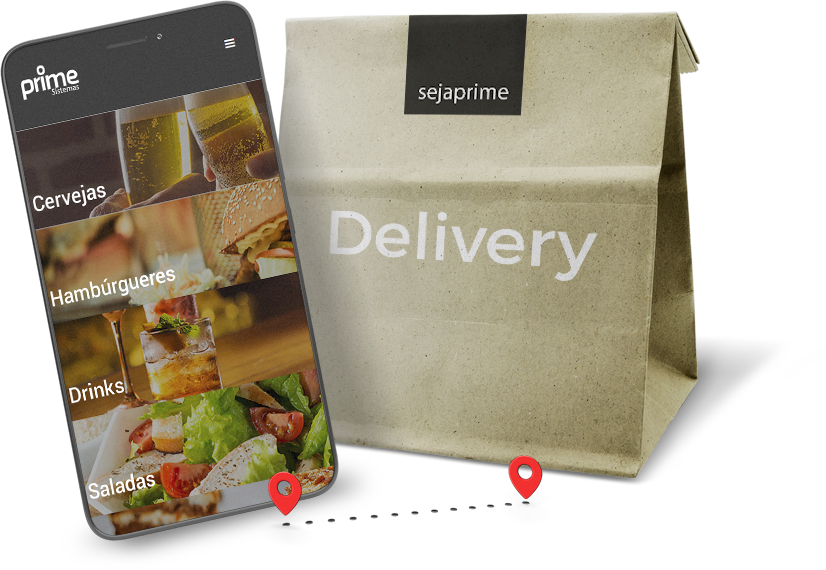 prime
Sistemas
Cervejas
Hambúrgueres
Drinks
Saladas
sejaprime
Delivery